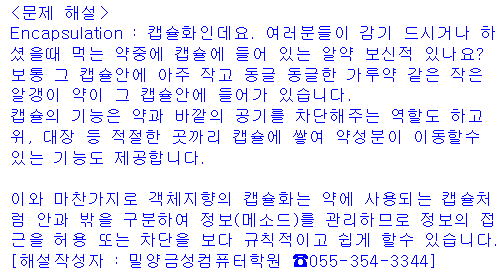 <문제 해설>
Encapsulation : 캡슐화인데요. 여러분들이 감기 드시거나 하
셨을때 먹는 약중에 캡슐에 들어 있는 알약 보신적 있나요?
보통 그 캡슐안에 아주 작고 동글 동글한 가루약 같은 작은
알갱이 약이 그 캡슐안에 들어가 있습니다.
캡슐의 기능은 약과 바깥의 공기를 차단해주는 역할도 하고
위, 대장 등 적절한 곳까리 캡슐에 쌓여 약성분이 이동할수
있는 기능도 제공합니다.
이와 마찬가지로 객체지향의 캡슐화는 약에 사용되는 캡슐처
럼 안과 밖을 구분하여 정보(메소드)를 관리하므로 정보의 접
근을 허용 또는 차단을 보다 규칙적이고 쉽게 할수 있습니다.
[해설작성자 : 밀양금성컴퓨터학원 ☎055-354-3344]